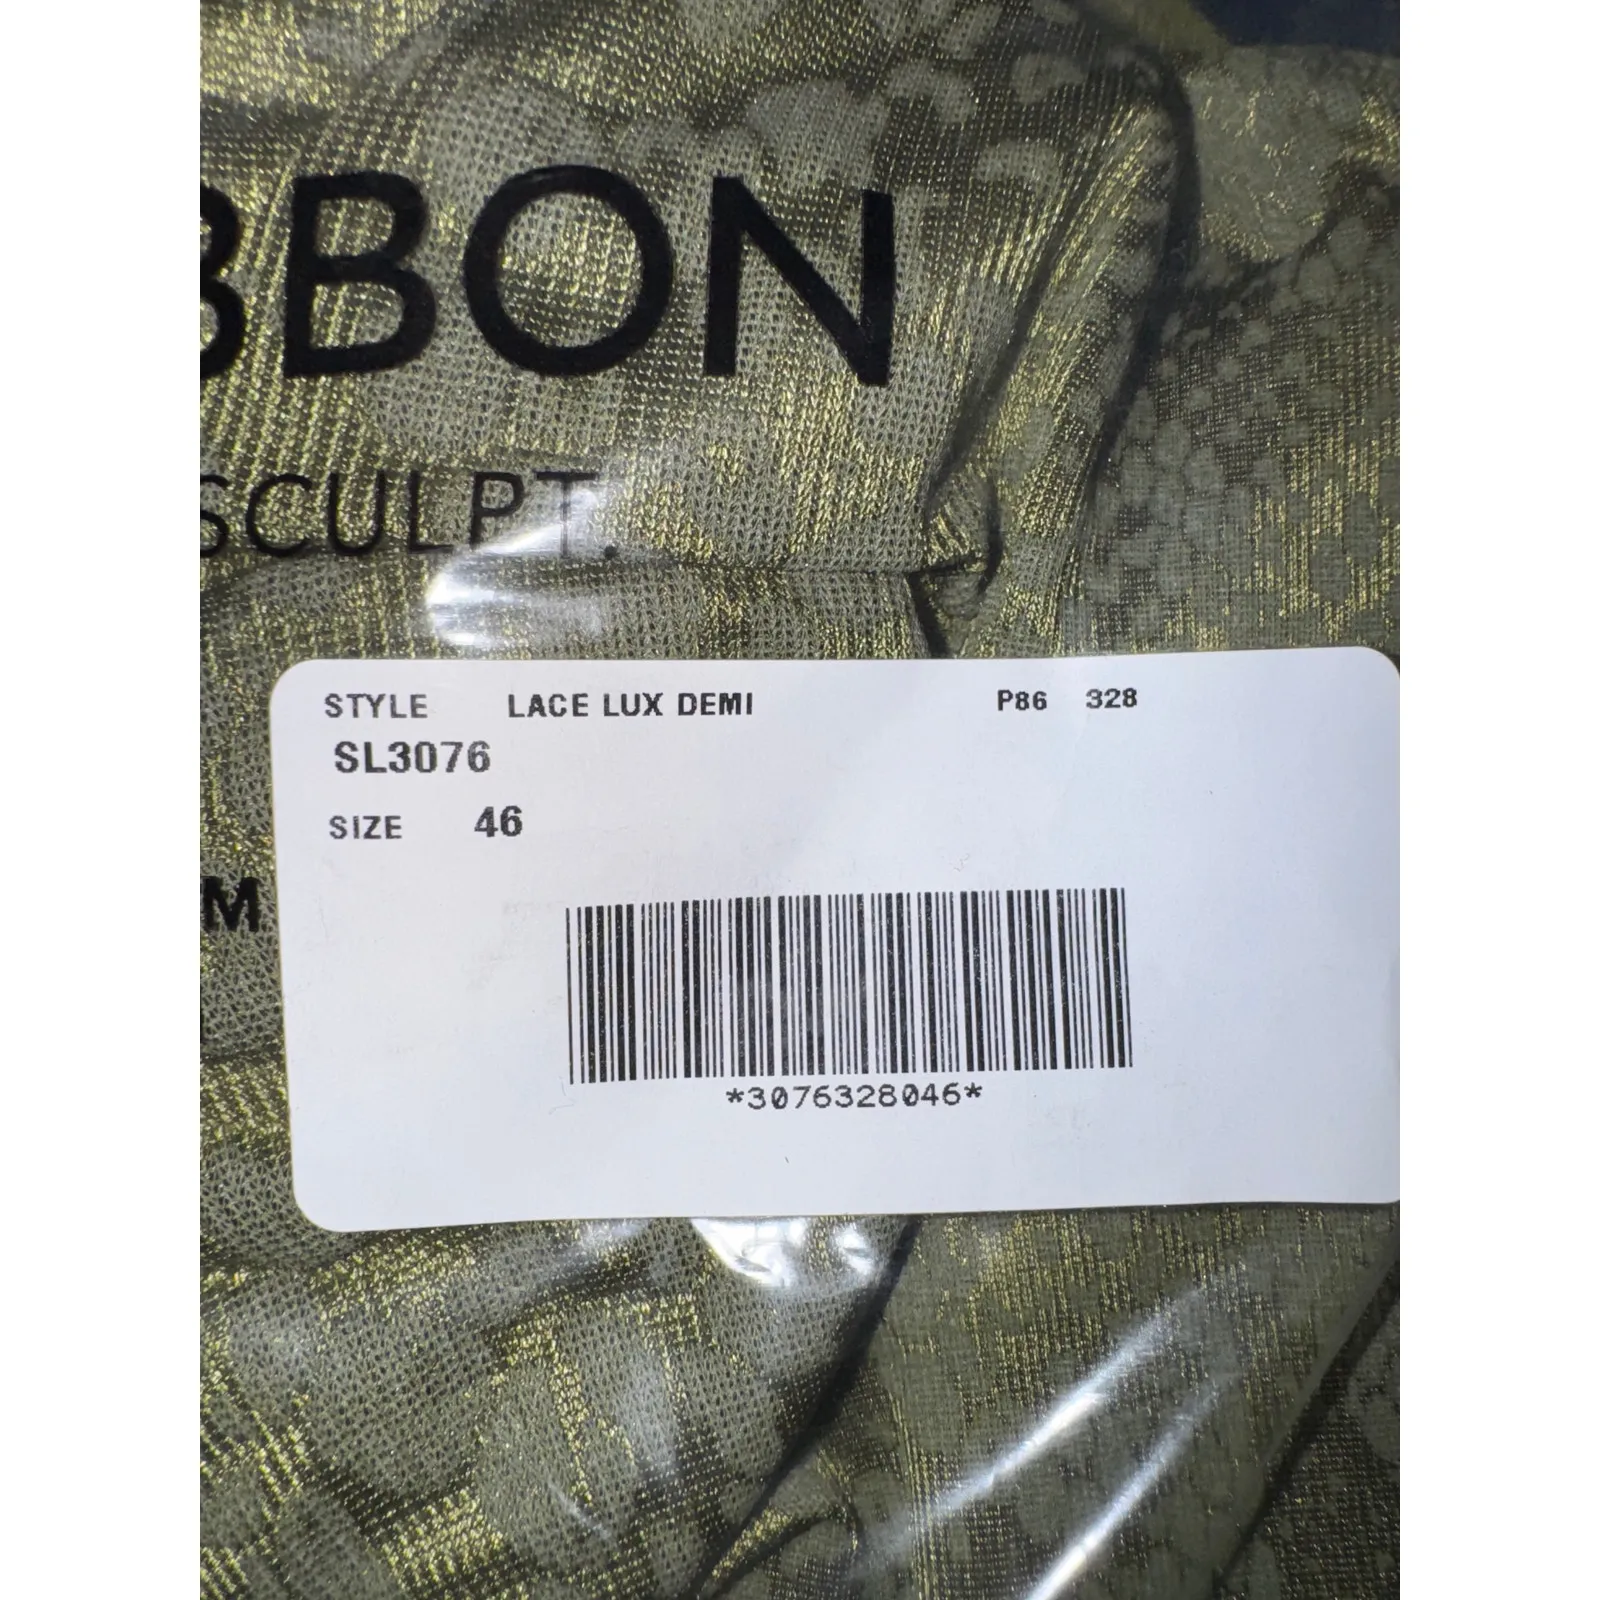 BBON
SCULPT.
STYLE LACE LUX DEMI P86 328
SL3076
SIZE 46
M
*3076328046*